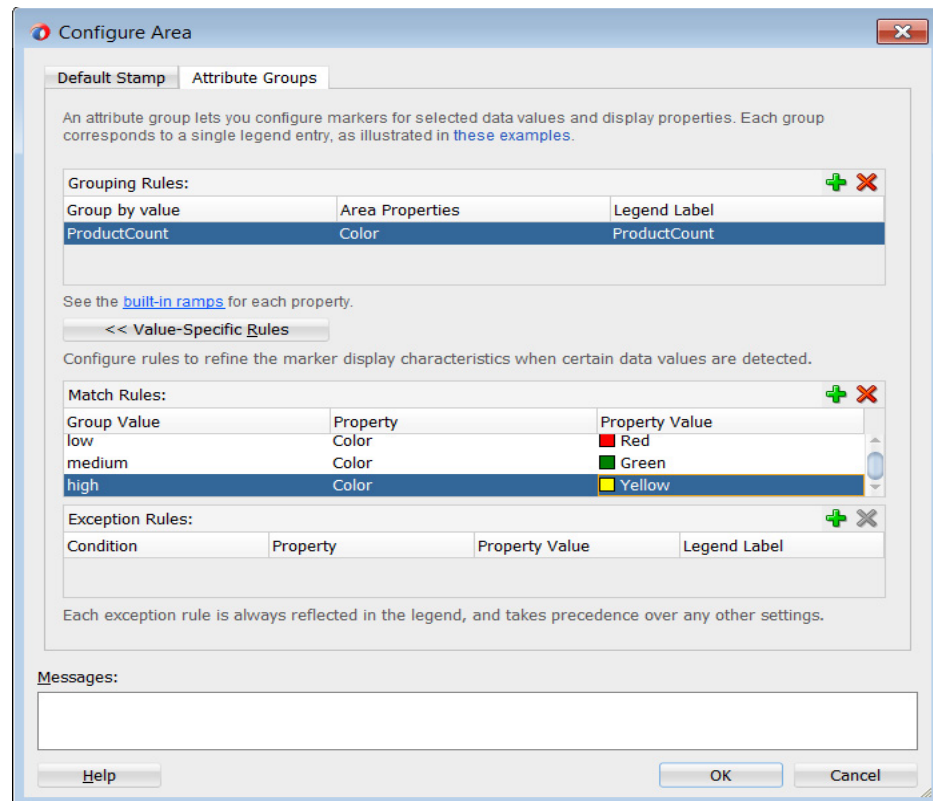 Configure Area
Default Stamp Attribute Groups
An attribute group lets you configure markers for selected data values and display properties. Each group
corresponds to a single legend entry, as illustrated in these examples.
Grouping Rules:
Group by value Area Properties Legend Label
ProductCount Color ProductCount
See the built-in ramps for each property.
<< Value-Specific Rules
Configure rules to refine the marker display characteristics when certain data values are detected.
Match Rules:
Group Value Property Property Value
low Color Red
medium Color Green
high Color Yellow
Exception Rules:
Condition Property Property Value Legend Label
Each exception rule is always reflected in the legend, and takes precedence over any other settings.
Messages:
Help OK Cancel